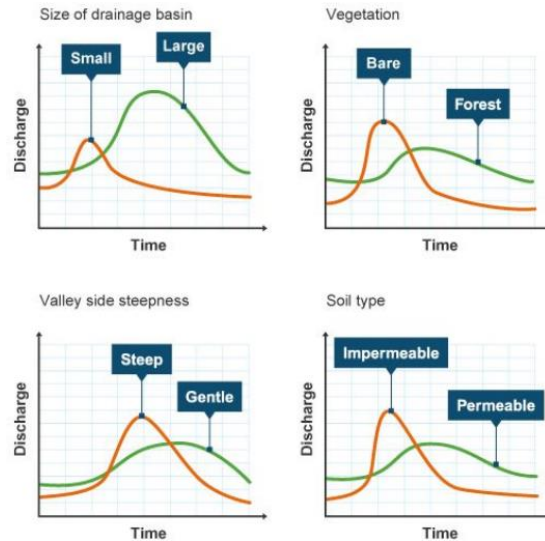 Size of drainage basin
Small
Large
Discharge
Time
Vegetation
Bare
Forest
Discharge
Time
Valley side steepness
Steep
Gentle
Discharge
Time
Soil type
Impermeable
Permeable
Discharge
Time